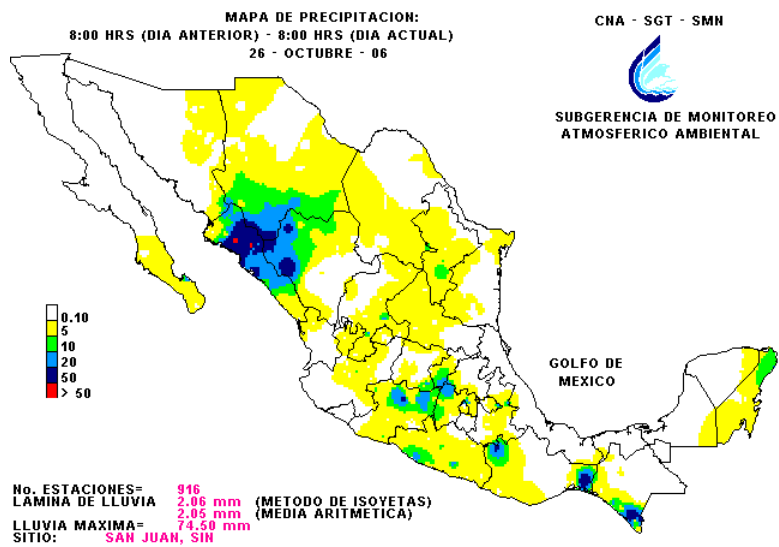 MAPA DE PRECIPITACION:
8:00 HRS (DIA ANTERIOR) - 8:00 HRS (DIA ACTUAL)
26 - OCTUBRE - 06
CNA - SGT - SMN
SUBGERENCIA DE MONITOREO
ATMOSFERICO AMBIENTAL
0.10
5
10
20
50
> 50
GOLFO DE
MEXICO
No. ESTACIONES= 916
LAMINA DE LLUVIA 2.06 mm (METODO DE ISOYETAS)
2.05 mm (MEDIA ARITMETICA)
LLUVIA MAXIMA= 74.50 mm
SITIO: SAN JUAN, SIN